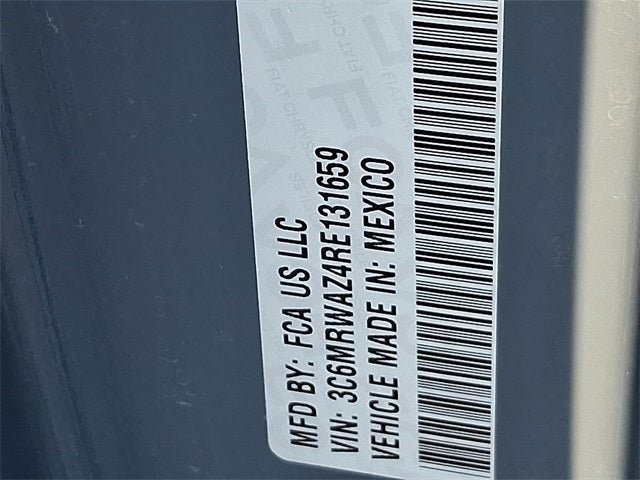 MFD BY: FCA US LLC
VIN: 3C6MRWAZ4RE131659
VEHICLE MADE IN: MEXICO